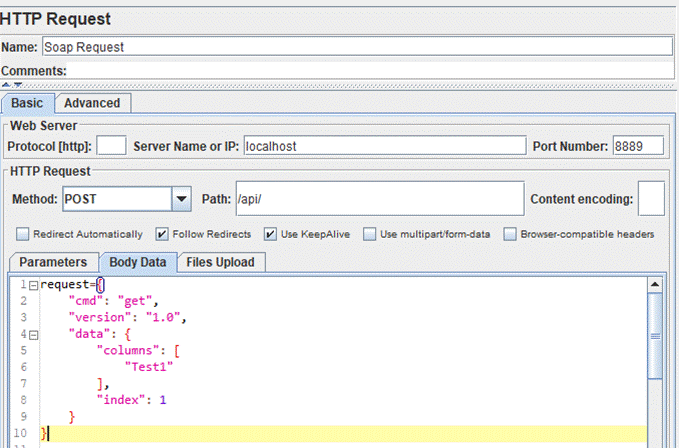 HTTP Request
Name: Soap Request
Comments:
Basic Advanced
Web Server
Protocol [http]: Server Name or IP: localhost Port Number: 8889
HTTP Request
Method: POST Path: /api/ Content encoding:
Redirect Automatically Follow Redirects Use KeepAlive Use multipart/form-data Browser-compatible headers
Parameters Body Data Files Upload
1 request={
2 "cmd": "get",
3 "version": "1.0",
4 "data": {
5 "columns": [
6 "Test1"
7 ],
8 "index": 1
9 }
10 }